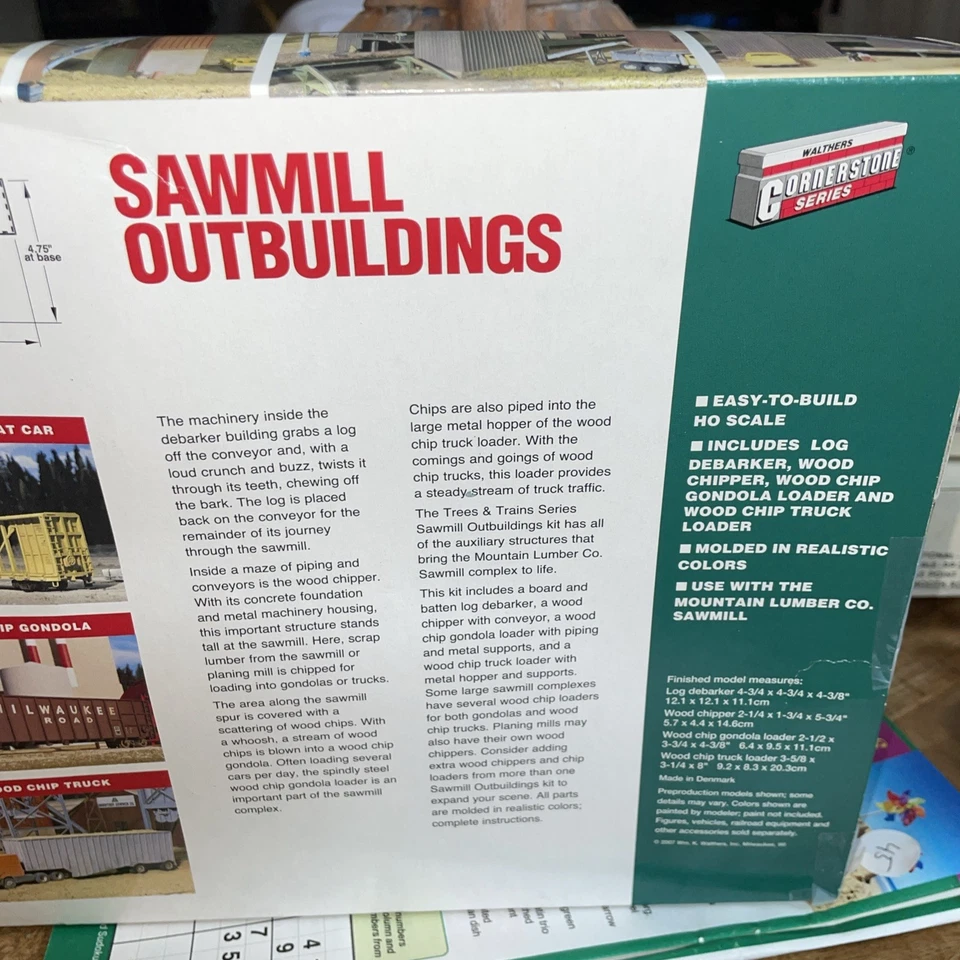 SAWMILL
OUTBUILDINGS
4.75"
at base
AT CAR
IP GONDOLA
ILWAUKEE
ROAD
OOD CHIP TRUCK
The machinery inside the
debarker building grabs a log
off the conveyor and, with a
loud crunch and buzz, twists it
through its teeth, chewing off
the bark. The log is placed
back on the conveyor for the
remainder of its journey
through the sawmill.
Inside a maze of piping and
conveyors is the wood chipper.
With its concrete foundation
and metal machinery housing,
this important structure stands
tall at the sawmill. Here, scrap
lumber from the sawmill or
planing mill is chipped for
loading into gondolas or trucks.
The area along the sawmill
spur is covered with a
scattering of wood chips. With
a whoosh, a stream of wood
chips is blown into a wood chip
gondola. Often loading several
cars per day, the spindly steel
wood chip gondola loader is an
important part of the sawmill
complex.
Chips are also piped into the
large metal hopper of the wood
chip truck loader. With the
comings and goings of wood
chip trucks, this loader provides
a steady stream of truck traffic.
The Trees & Trains Series
Sawmill Outbuildings kit has all
of the auxiliary structures that
bring the Mountain Lumber Co.
Sawmill complex to life.
This kit includes a board and
batten log debarker, a wood
chipper with conveyor, a wood
chip gondola loader with piping
and metal supports, and a
wood chip truck loader with
metal hopper and supports.
Some large sawmill complexes
have several wood chip loaders
for both gondolas and wood
chip trucks. Planing mills may
also have their own wood
chippers. Consider adding
extra wood chippers and chip
loaders from more than one
Sawmill Outbuildings kit to
expand your scene. All parts
are molded in realistic colors;
complete instructions.
WALTHERS
CORNERSTONE®
SERIES
■ EASY-TO-BUILD
HO SCALE
■ INCLUDES LOG
DEBARKER, WOOD
CHIPPER, WOOD CHIP
GONDOLA LOADER AND
WOOD CHIP TRUCK
LOADER
■ MOLDED IN REALISTIC
COLORS
■ USE WITH THE
MOUNTAIN LUMBER CO.
SAWMILL
Finished model measures:
Log debarker 4-3/4 x 4-3/4 x 4-3/8"
12.1 x 12.1 x 11.1cm
Wood chipper 2-1/4 x 1-3/4 x 5-3/4"
5.7 x 4.4 x 14.6cm
Wood chip gondola loader 2-1/2 x
3-3/4 x 4-3/8" 6.4 x 9.5 x 11.1cm
Wood chip truck loader 3-5/8 x
3-1/4 x 8" 9.2 x 8.3 x 20.3cm
Made in Denmark
Preproduction models shown; some
details may vary. Colors shown are
painted by modeler; paint not included.
Figures, vehicles, railroad equipment and
other accessories sold separately.
© 2007 Wm. K. Walthers, Inc. Milwaukee, WI
45
numbers
olumn and
bers from
an dish
green
arrow
3 5
7
9
4